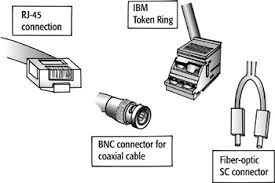 RJ-45
connection
IBM
Token Ring
BNC connector for
coaxial cable
Fiber-optic
SC connector